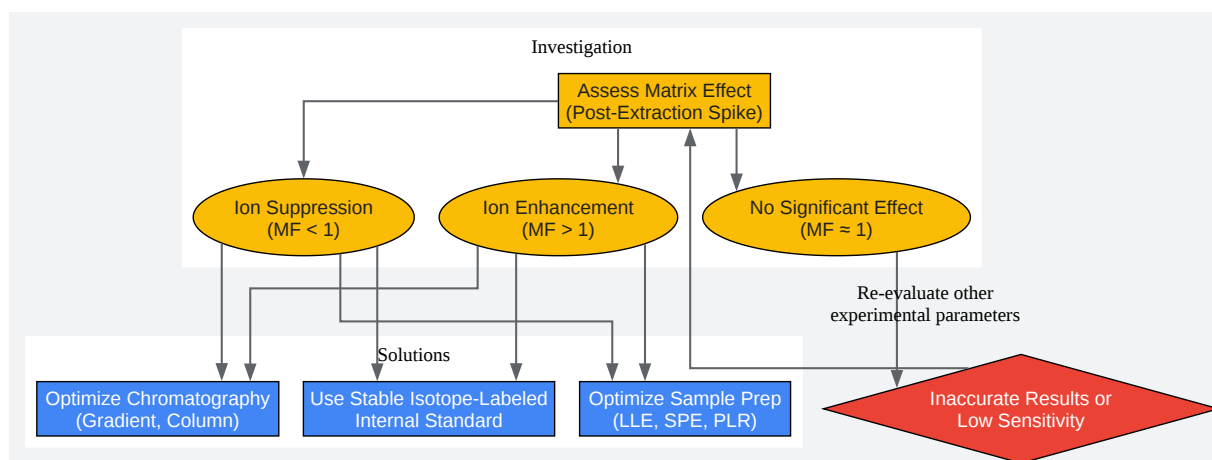 Investigation
Assess Matrix Effect
(Post-Extraction Spike)
Ion Suppression
(MF < 1)
Ion Enhancement
(MF > 1)
No Significant Effect
(MF ≈ 1)
Re-evaluate other
experimental parameters
Solutions
Optimize Chromatography
(Gradient, Column)
Use Stable Isotope-Labeled
Internal Standard
Optimize Sample Prep
(LLE, SPE, PLR)
Inaccurate Results or
Low Sensitivity